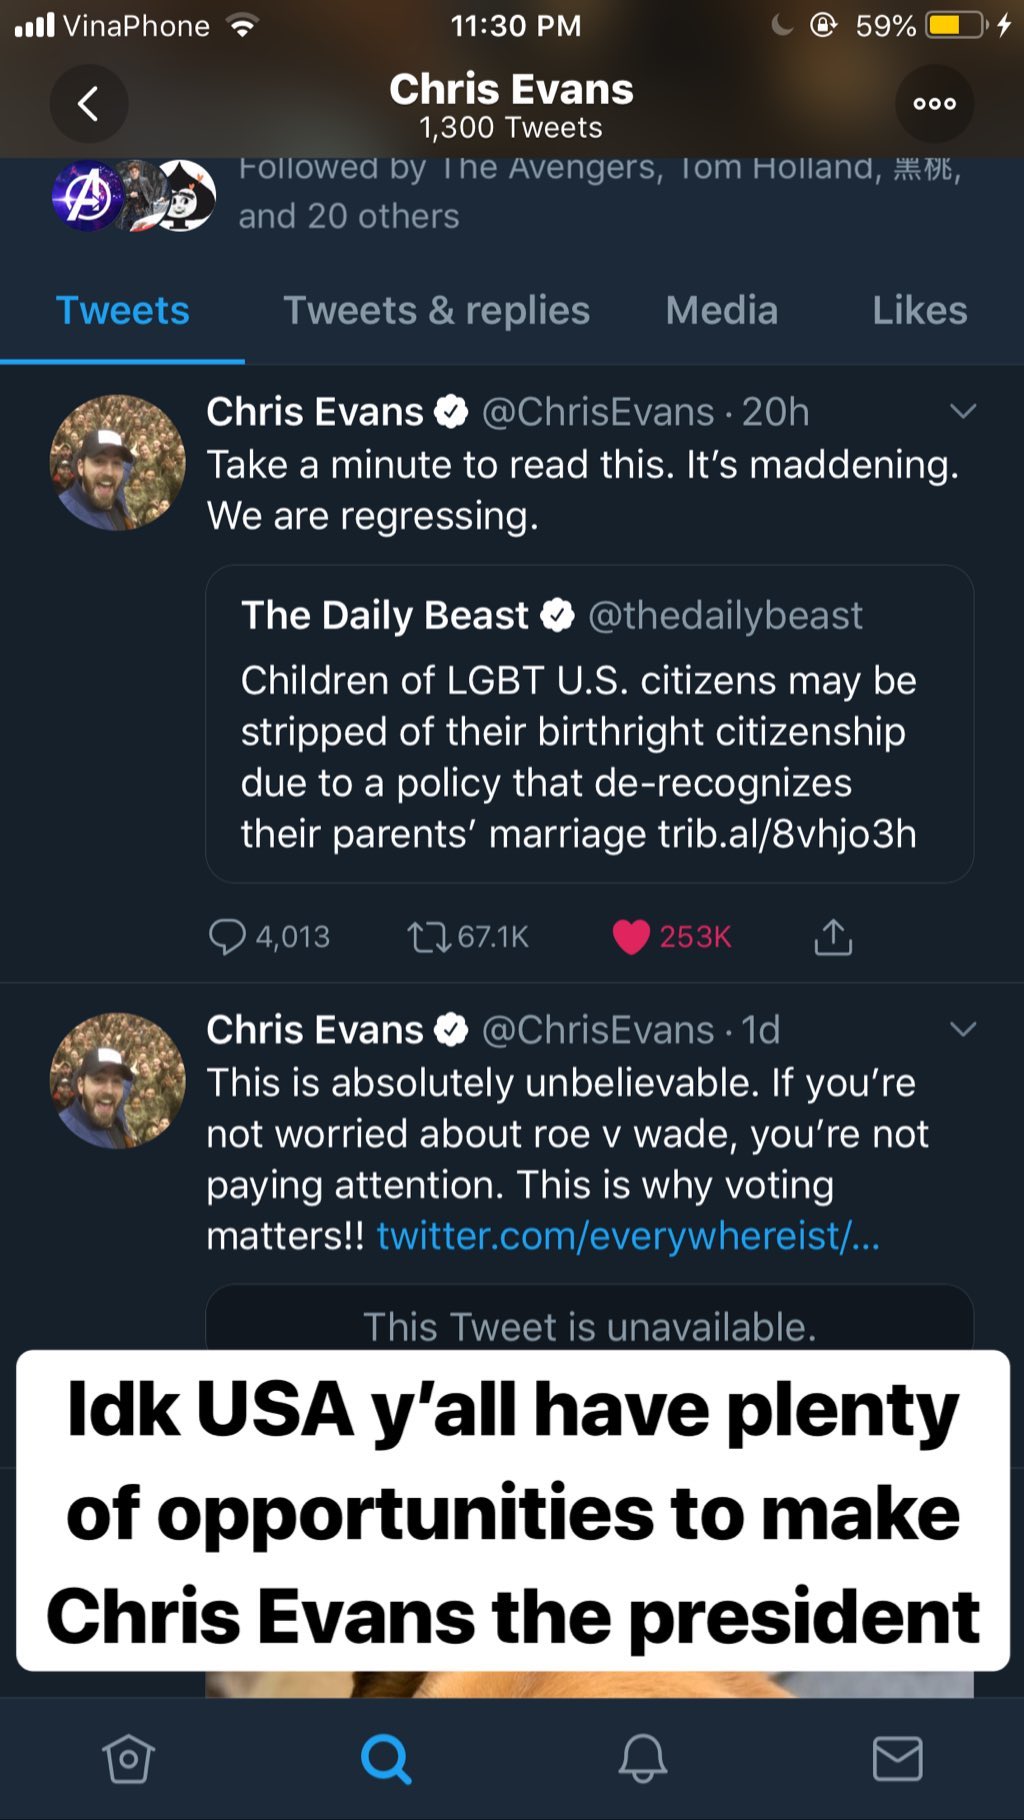 VinaPhone 11:30 PM 59%
Chris Evans
1,300 Tweets
Followed by The Avengers, Tom Holland, 黑桃,
and 20 others
Tweets Tweets & replies Media Likes
Chris Evans @ChrisEvans · 20h
Take a minute to read this. It’s maddening.
We are regressing.
The Daily Beast @thedailybeast
Children of LGBT U.S. citizens may be
stripped of their birthright citizenship
due to a policy that de-recognizes
their parents’ marriage trib.al/8vhjo3h
4,013 67.1K 253K
Chris Evans @ChrisEvans · 1d
This is absolutely unbelievable. If you’re
not worried about roe v wade, you’re not
paying attention. This is why voting
matters!! twitter.com/everywhereist/...
This Tweet is unavailable.
Idk USA y’all have plenty
of opportunities to make
Chris Evans the president